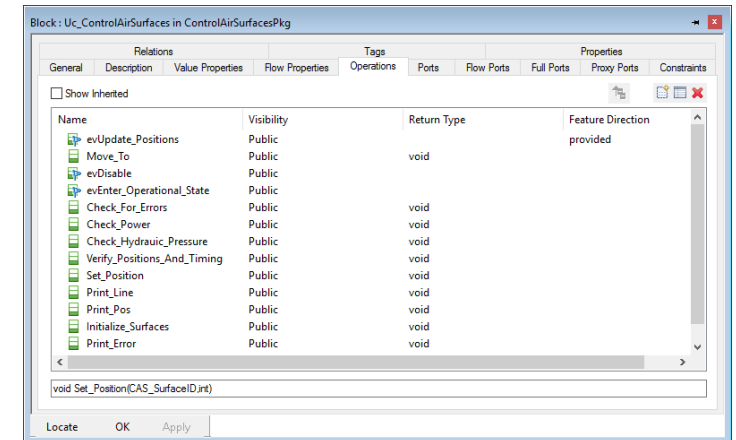 Block : Uc_ControlAirSurfaces in ControlAirSurfacesPkg
Relations Tags Properties
General Description Value Properties Flow Properties Operations Ports Flow Ports Full Ports Proxy Ports Constraints
Show Inherited
Name Visibility Return Type Feature Direction
evUpdate_Positions Public provided
Move_To Public void
evDisable Public
evEnter_Operational_State Public
Check_For_Errors Public void
Check_Power Public void
Check_Hydrauic_Pressure Public void
Verify_Positions_And_Timing Public void
Set_Position Public void
Print_Line Public void
Print_Pos Public void
Initialize_Surfaces Public void
Print_Error Public void
void Set_Position(CAS_SurfaceID,int)
Locate OK Apply